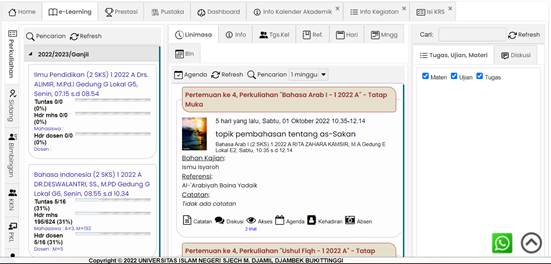 Home
e-Learning
Prestasi
Pustaka
Dashboard
Info Kalender Akademik
Info Kegiatan
Isi KRS
Perkuliahan
Sidang
Bimbingan
KKN
PKL
Pencarian Refresh
2022/2023/Ganjil
Ilmu Pendidikan (2 SKS) 1 2022 A Drs.
ALIMIR, M.Pd.I Gedung G Lokal G5,
Senin, 07.15 s.d 08.54
Tuntas 0/0
(0%)
Hdr mhs 0/0
(0%)
Mahasiswa :
Hdr dosen 0/0
(0%)
Dosen :
Bahasa Indonesia (2 SKS) 1 2022 A
DR.DESWALANTRI, SS., M.PD Gedung G
Lokal G6, Senin, 08.55 s.d 10.34
Tuntas 5/16
(31%)
Hdr mhs
195/624 (31%)
Mahasiswa : A=3, M=192
Hdr dosen
5/16 (31%)
Dosen : M=5
Linimasa
Info
Tgs.Kel
Ref.
Hari
Mngg
Bln
Agenda Refresh Pencarian 1 minggu
Pertemuan ke 4, Perkuliahan "Bahasa Arab I - 1 2022 A" - Tatap
Muka
5 hari yang lalu, Sabtu, 01 Oktober 2022 10.35-12.14
topik pembahasan tentang as-Sakan
Bahasa Arab I (2 SKS) 1 2022 A RITA ZAHARA KAMSIR, M.A Gedung E
Lokal E2, Sabtu, 10.35 s.d 12.14
Bahan Kajian:
Ismu Isyaroh
Referensi:
Al-'Arabiyah Baina Yadaik
Catatan:
Tidak ada catatan
Catatan Diskusi Akses Agenda Kehadiran Absen
2 mat
Pertemuan ke 4, Perkuliahan "Ushul Fiqh - 1 2022 A" - Tatap
Cari: Refresh
Tugas, Ujian, Materi
Diskusi
Materi Ujian Tugas
Copyright © 2022 UNIVERSITAS ISLAM NEGERI SJECH M. DJAMIL DJAMBEK BUKITTINGGI